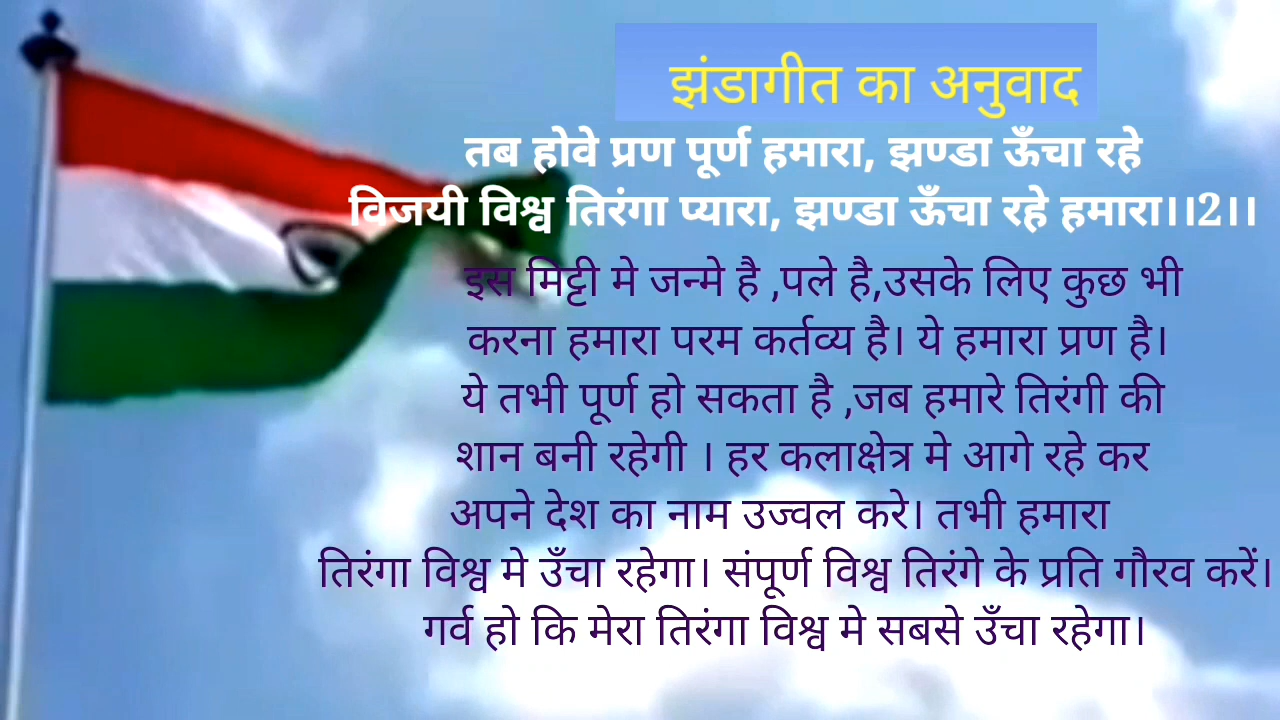 झंडागीत का अनुवाद
तब होवे प्रण पूर्ण हमारा, झण्डा ऊँचा रहे
विजयी विश्व तिरंगा प्यारा, झण्डा ऊँचा रहे हमारा।।2।।
इस मिट्टी मे जन्मे है ,पले है,उसके लिए कुछ भी
करना हमारा परम कर्तव्य है। ये हमारा प्रण है।
ये तभी पूर्ण हो सकता है ,जब हमारे तिरंगी की
शान बनी रहेगी । हर कलाक्षेत्र मे आगे रहे कर
अपने देश का नाम उज्वल करे। तभी हमारा
तिरंगा विश्व मे उँचा रहेगा। संपूर्ण विश्व तिरंगे के प्रति गौरव करें।
गर्व हो कि मेरा तिरंगा विश्व मे सबसे उँचा रहेगा।